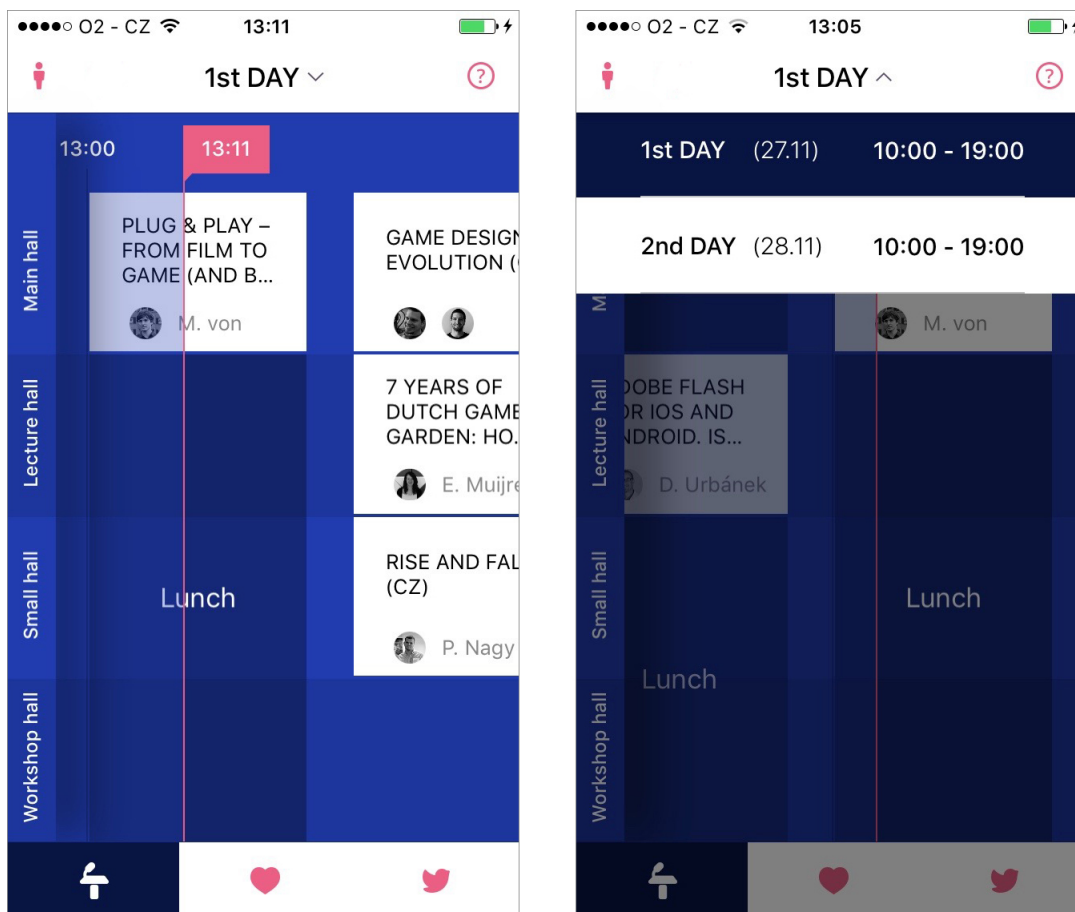 O2 - CZ 13:11
1st DAY
13:00 13:11
Main hall
PLUG & PLAY –
FROM FILM TO
GAME (AND B...
M. von
GAME DESIGN
EVOLUTION (
Lecture hall
7 YEARS OF
DUTCH GAME
GARDEN: HO.
E. Muijre
Small hall
Lunch
RISE AND FAL
(CZ)
P. Nagy
Workshop hall
O2 - CZ 13:05
1st DAY
?
1st DAY (27.11) 10:00 - 19:00
2nd DAY (28.11) 10:00 - 19:00
M. von
Lecture hall
DOBE FLASH
OR IOS AND
NDROID. IS...
D. Urbánek
Small hall
Lunch
Lunch
Workshop hall